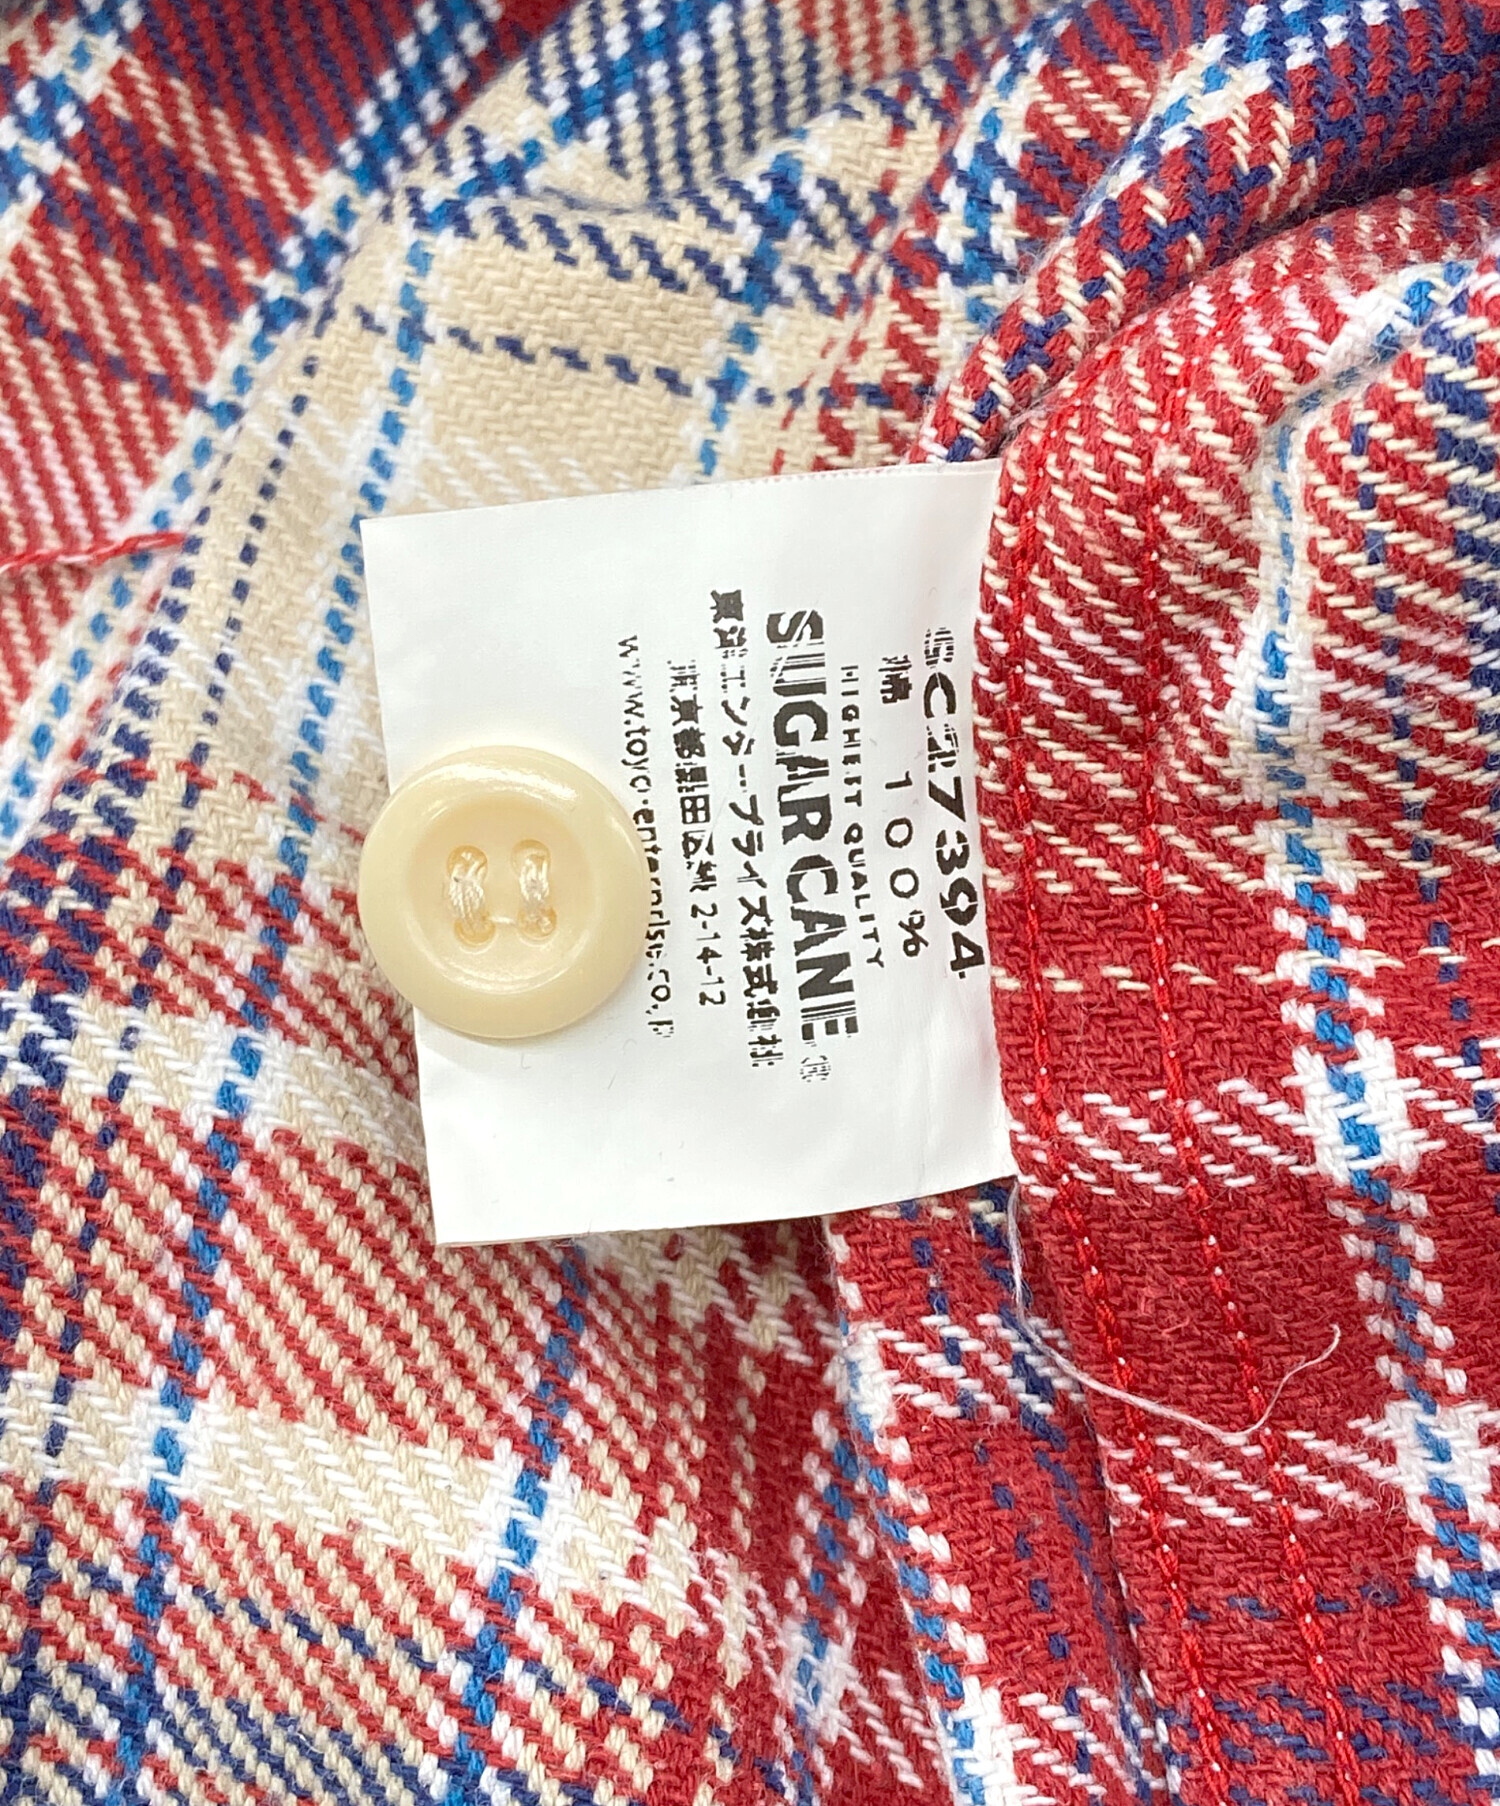 SC27394
綿 100%
HIGHEST QUALITY
SUGAR CANE®
東洋エンタープライズ株式会社
東京都墨田区 2-14-12
www.toyo-enterprise.co.jp